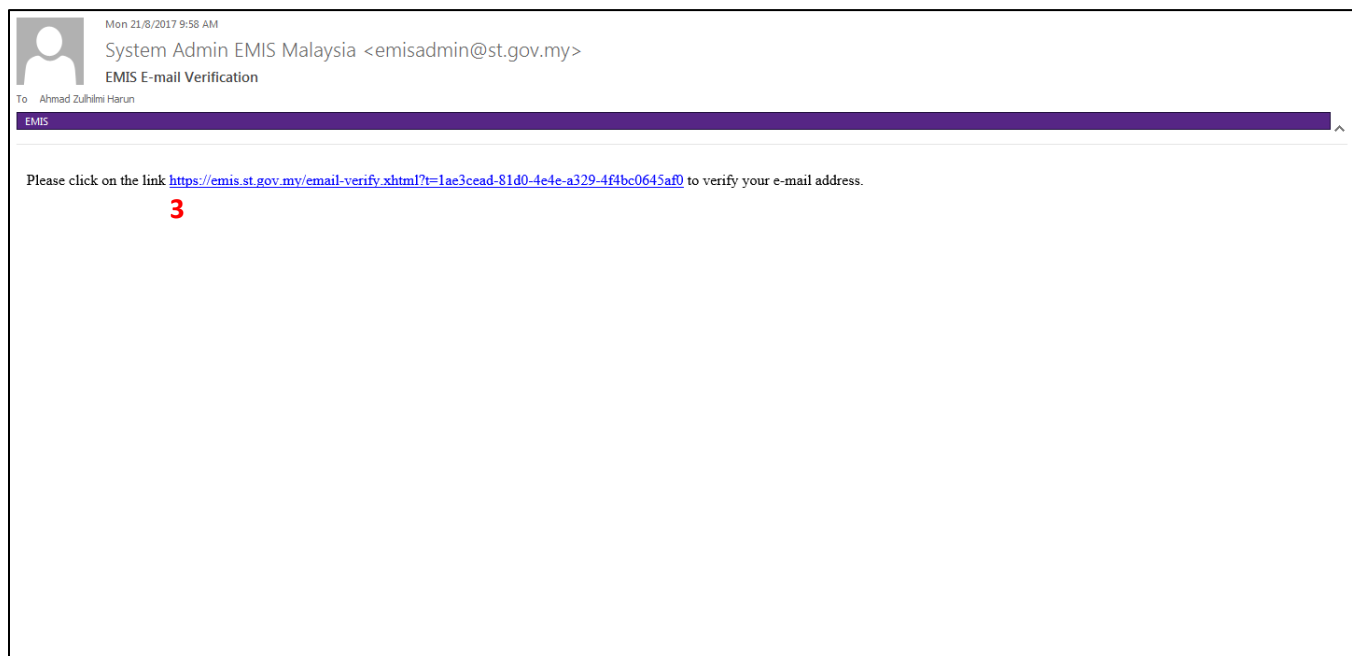 Mon 21/8/2017 9:58 AM
System Admin EMIS Malaysia <emisadmin@st.gov.my>
EMIS E-mail Verification
To Ahmad Zulhilmi Harun
EMIS
Please click on the link https://emis.st.gov.my/email-verify.xhtml?t=1ae3cead-81d0-4e4e-a329-4f4bc0645af0 to verify your e-mail address.
3